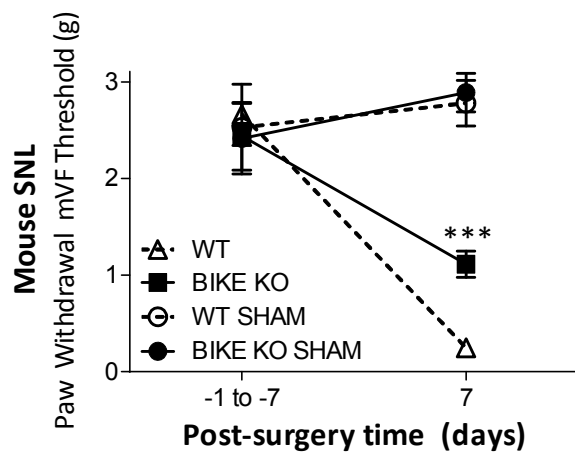 Mouse SNL
Paw Withdrawal mVF Threshold (g)
3
2
1
0
***
WT
BIKE KO
WT SHAM
BIKE KO SHAM
-1 to -7
7
Post-surgery time (days)